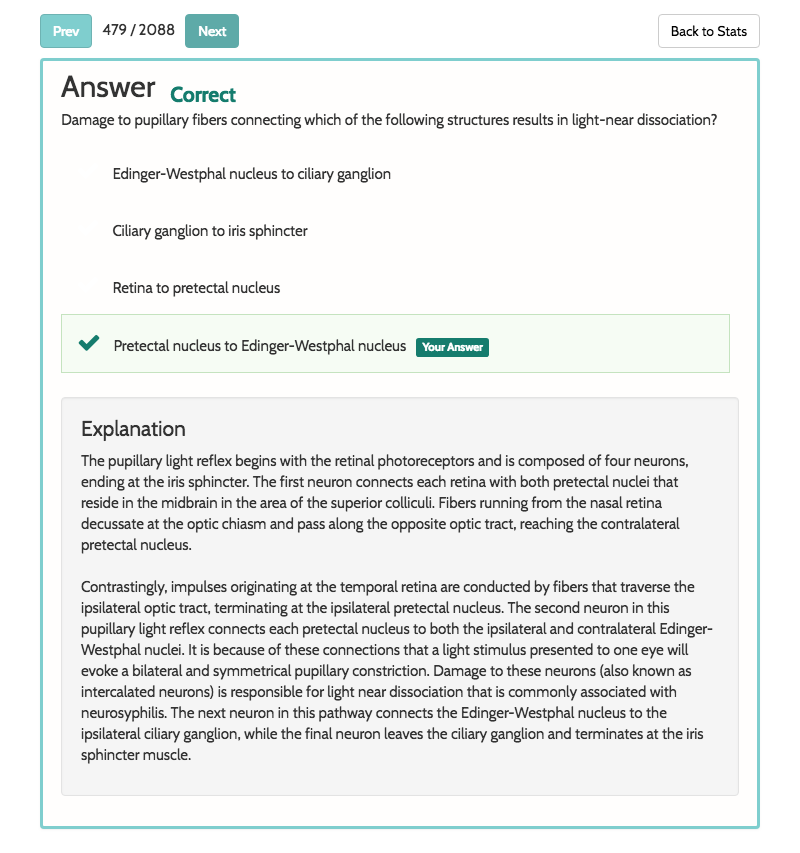 Prev 479 / 2088 Next Back to Stats
Answer Correct
Damage to pupillary fibers connecting which of the following structures results in light-near dissociation?
Edinger-Westphal nucleus to ciliary ganglion
Ciliary ganglion to iris sphincter
Retina to pretectal nucleus
Pretectal nucleus to Edinger-Westphal nucleus Your Answer
Explanation
The pupillary light reflex begins with the retinal photoreceptors and is composed of four neurons,
ending at the iris sphincter. The first neuron connects each retina with both pretectal nuclei that
reside in the midbrain in the area of the superior colliculi. Fibers running from the nasal retina
decussate at the optic chiasm and pass along the opposite optic tract, reaching the contralateral
pretectal nucleus.
Contrastingly, impulses originating at the temporal retina are conducted by fibers that traverse the
ipsilateral optic tract, terminating at the ipsilateral pretectal nucleus. The second neuron in this
pupillary light reflex connects each pretectal nucleus to both the ipsilateral and contralateral Edinger-
Westphal nuclei. It is because of these connections that a light stimulus presented to one eye will
evoke a bilateral and symmetrical pupillary constriction. Damage to these neurons (also known as
intercalated neurons) is responsible for light near dissociation that is commonly associated with
neurosyphilis. The next neuron in this pathway connects the Edinger-Westphal nucleus to the
ipsilateral ciliary ganglion, while the final neuron leaves the ciliary ganglion and terminates at the iris
sphincter muscle.